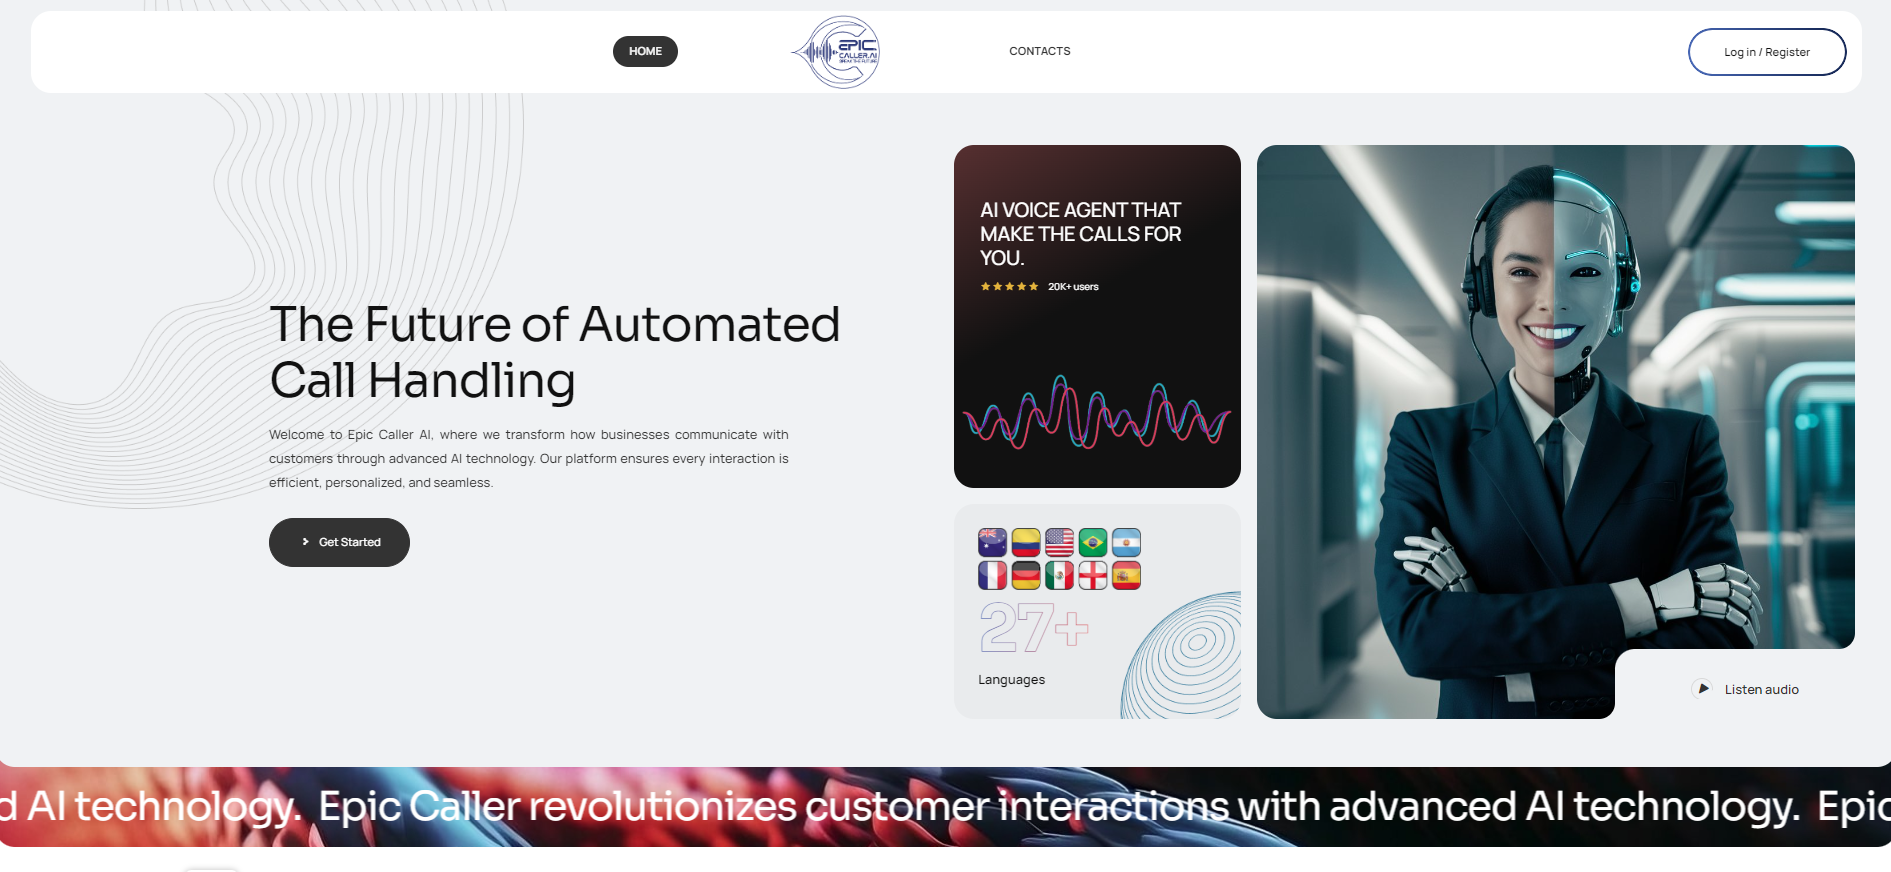 HOME
EPIC
CALLER.AI
BREAK THE FUTURE
CONTACTS
Log in / Register
The Future of Automated
Call Handling
Welcome to Epic Caller AI, where we transform how businesses communicate with
customers through advanced AI technology. Our platform ensures every interaction is
efficient, personalized, and seamless.
Get Started
AI VOICE AGENT THAT
MAKE THE CALLS FOR
YOU.
20K+ users
27+
Languages
Listen audio
d AI technology. Epic Caller revolutionizes customer interactions with advanced AI technology. Epic